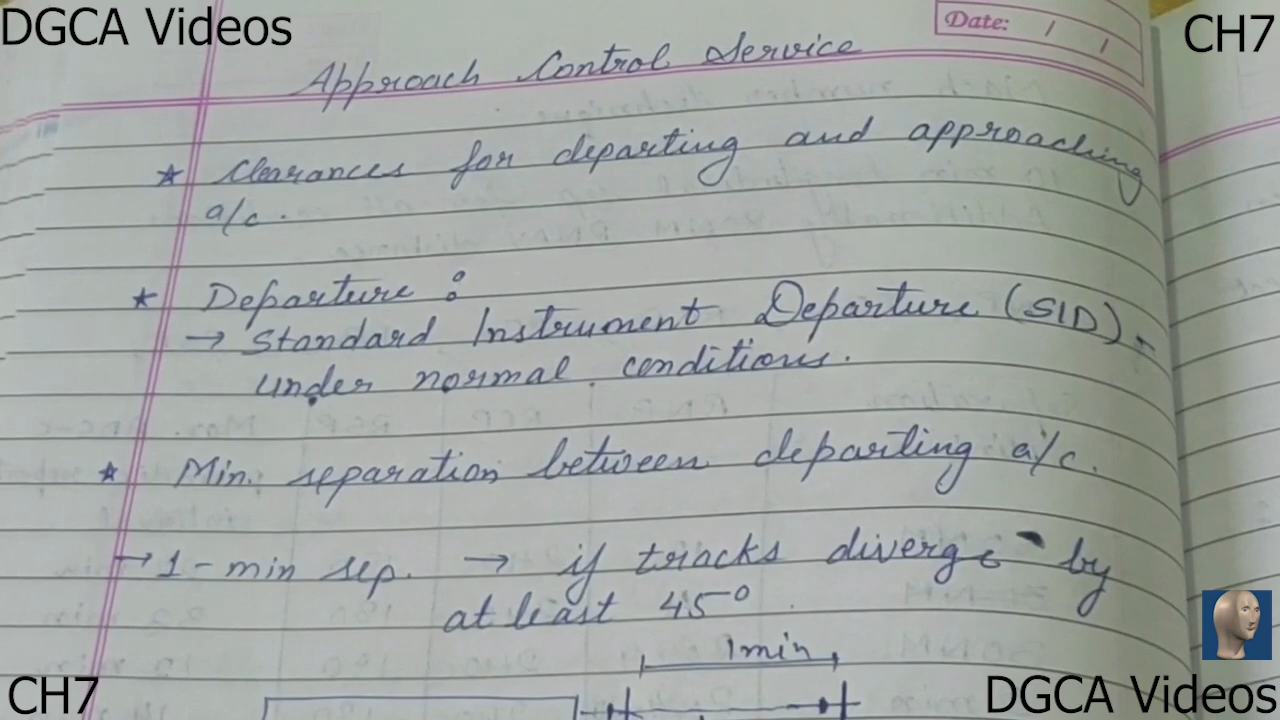 DGCA Videos
CH7
Date: / /
Approach Control Service
★ Clearances for departing and approaching
a/c.
★ Departure :
→ Standard Instrument Departure (SID) -
under normal conditions.
★ Min. separation between departing a/c.
→ 1-min sep. → if tracks diverge by
at least 45°
1min
CH7
DGCA Videos